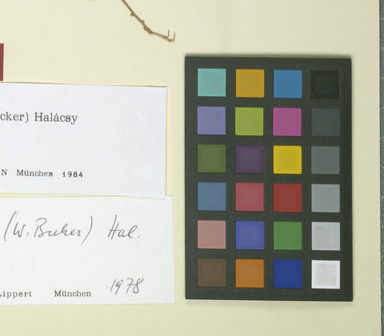 cker) Halácsy
N München 1984
(W. Becker) Hal.
1978
Lippert München